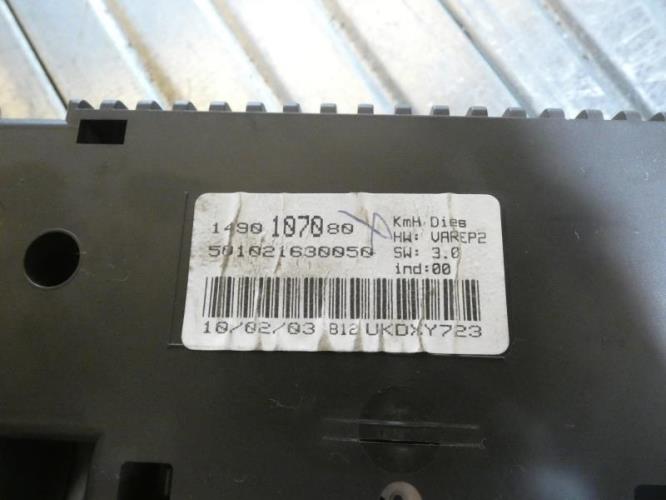 1490 1070 80
501021630050
KmH Dies
HW: VAREP2
SW: 3.0
ind:00
10/02/03 B12 UKDXY723